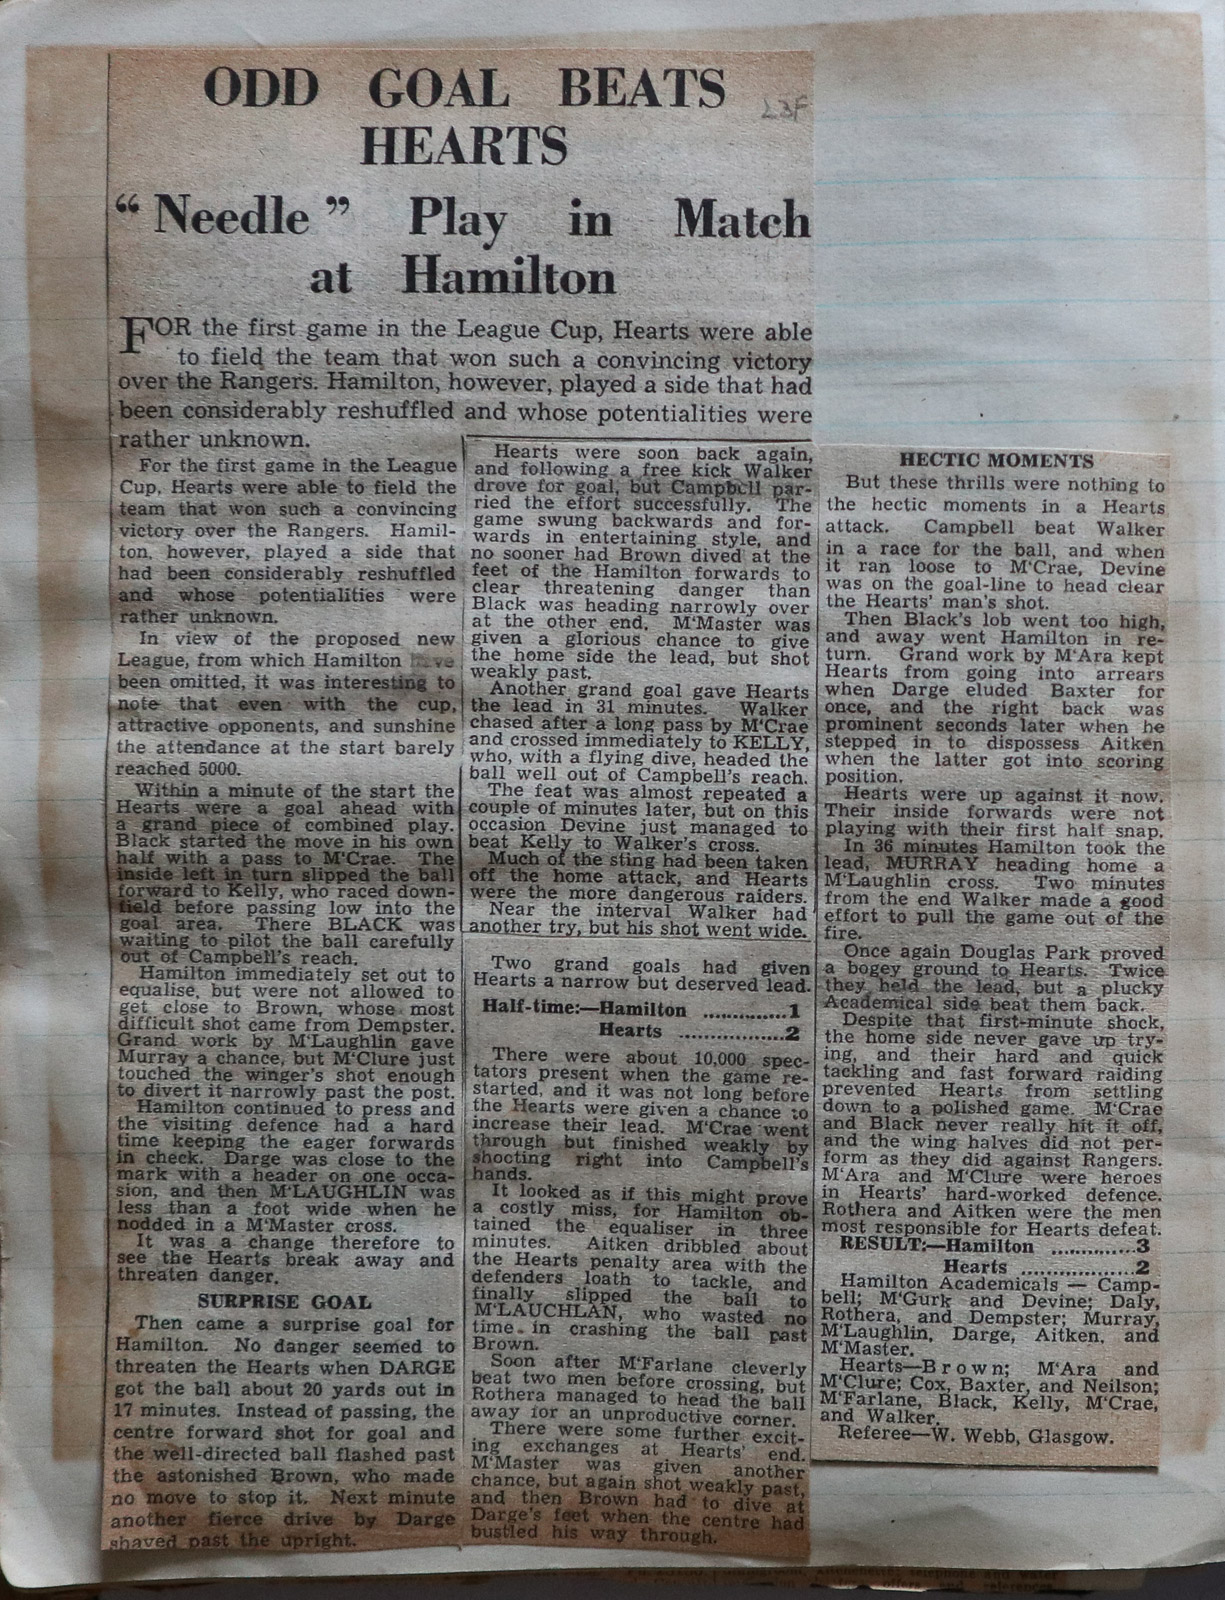 ODD GOAL BEATS
HEARTS
“Needle” Play in Match
at Hamilton
FOR the first game in the League Cup, Hearts were able
to field the team that won such a convincing victory
over the Rangers. Hamilton, however, played a side that had
been considerably reshuffled and whose potentialities were
rather unknown.
For the first game in the League
Cup, Hearts were able to field the
team that won such a convincing
victory over the Rangers. Hamil-
ton, however, played a side that
had been considerably reshuffled
and whose potentialities were
rather unknown.
In view of the proposed new
League, from which Hamilton have
been omitted, it was interesting to
note that even with the cup,
attractive opponents, and sunshine
the attendance at the start barely
reached 5000.
Within a minute of the start the
Hearts were a goal ahead with
a grand piece of combined play.
Black started the move in his own
half with a pass to M‘Crae. The
inside left in turn slipped the ball
forward to Kelly, who raced down-
field before passing low into the
goal area. There BLACK was
waiting to pilot the ball carefully
out of Campbell's reach.
Hamilton immediately set out to
equalise, but were not allowed to
get close to Brown, whose most
difficult shot came from Dempster.
Grand work by M‘Laughlin gave
Murray a chance, but M‘Clure just
touched the winger's shot enough
to divert it narrowly past the post.
Hamilton continued to press and
the visiting defence had a hard
time keeping the eager forwards
in check. Darge was close to the
mark with a header on one occa-
sion, and then M‘LAUGHLIN was
less than a foot wide when he
nodded in a M‘Master cross.
It was a change therefore to
see the Hearts break away and
threaten danger.
SURPRISE GOAL
Then came a surprise goal for
Hamilton. No danger seemed to
threaten the Hearts when DARGE
got the ball about 20 yards out in
17 minutes. Instead of passing, the
centre forward shot for goal and
the well-directed ball flashed past
the astonished Brown, who made
no move to stop it. Next minute
another fierce drive by Darge
shaved past the upright.
Hearts were soon back again,
and following a free kick Walker
drove for goal, but Campbell par-
ried the effort successfully. The
game swung backwards and for-
wards in entertaining style, and
no sooner had Brown dived at the
feet of the Hamilton forwards to
clear threatening danger than
Black was heading narrowly over
at the other end. M‘Master was
given a glorious chance to give
the home side the lead, but shot
weakly past.
Another grand goal gave Hearts
the lead in 31 minutes. Walker
chased after a long pass by M‘Crae
and crossed immediately to KELLY,
who, with a flying dive, headed the
ball well out of Campbell's reach.
The feat was almost repeated a
couple of minutes later, but on this
occasion Devine just managed to
beat Kelly to Walker's cross.
Much of the sting had been taken
off the home attack, and Hearts
were the more dangerous raiders.
Near the interval Walker had
another try, but his shot went wide.
Two grand goals had given
Hearts a narrow but deserved lead.
Half-time:—Hamilton .............1
Hearts ................2
There were about 10,000 spec-
tators present when the game re-
started, and it was not long before
the Hearts were given a chance to
increase their lead. M‘Crae went
through but finished weakly by
shooting right into Campbell's
hands.
It looked as if this might prove
a costly miss, for Hamilton ob-
tained the equaliser in three
minutes. Aitken dribbled about
the Hearts penalty area with the
defenders loath to tackle, and
finally slipped the ball to
M‘LAUCHLAN, who wasted no
time in crashing the ball past
Brown.
Soon after M‘Farlane cleverly
beat two men before crossing, but
Rothera managed to head the ball
away for an unproductive corner.
There were some further excit-
ing exchanges at Hearts' end.
M‘Master was given another
chance, but again shot weakly past,
and then Brown had to dive at
Darge's feet when the centre had
bustled his way through.
HECTIC MOMENTS
But these thrills were nothing to
the hectic moments in a Hearts
attack. Campbell beat Walker
in a race for the ball, and when
it ran loose to M‘Crae, Devine
was on the goal-line to head clear
the Hearts' man's shot.
Then Black's lob went too high,
and away went Hamilton in re-
turn. Grand work by M‘Ara kept
Hearts from going into arrears
when Darge eluded Baxter for
once, and the right back was
prominent seconds later when he
stepped in to dispossess Aitken
when the latter got into scoring
position.
Hearts were up against it now.
Their inside forwards were not
playing with their first half snap.
In 36 minutes Hamilton took the
lead, MURRAY heading home a
M‘Laughlin cross. Two minutes
from the end Walker made a good
effort to pull the game out of the
fire.
Once again Douglas Park proved
a bogey ground to Hearts. Twice
they held the lead, but a plucky
Academical side beat them back.
Despite that first-minute shock,
the home side never gave up try-
ing, and their hard and quick
tackling and fast forward raiding
prevented Hearts from settling
down to a polished game. M‘Crae
and Black never really hit it off,
and the wing halves did not per-
form as they did against Rangers.
M‘Ara and M‘Clure were heroes
in Hearts' hard-worked defence.
Rothera and Aitken were the men
most responsible for Hearts defeat.
RESULT:—Hamilton .............3
Hearts .................2
Hamilton Academicals — Camp-
bell; M‘Gurk and Devine; Daly,
Rothera, and Dempster; Murray,
M‘Laughlin, Darge, Aitken, and
M‘Master.
Hearts—Brown; M‘Ara and
M‘Clure; Cox, Baxter, and Neilson;
M‘Farlane, Black, Kelly, M‘Crae,
and Walker.
Referee—W. Webb, Glasgow.